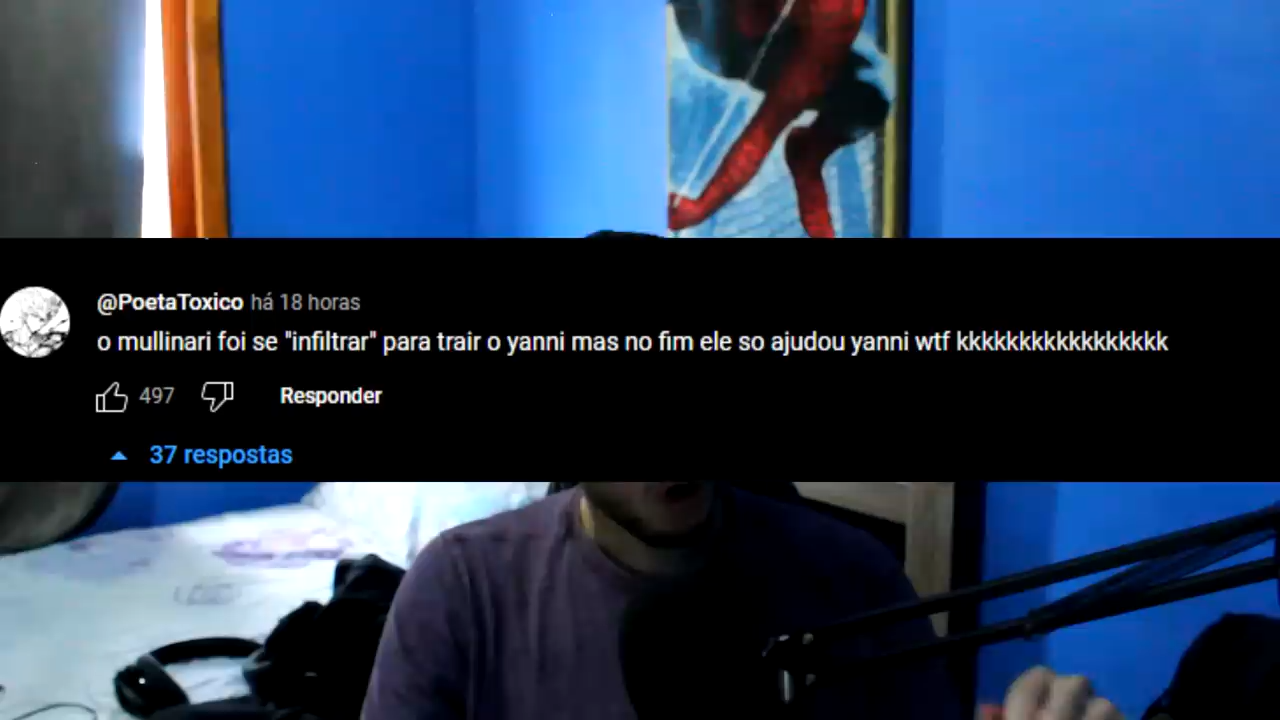 @PoetaToxico há 18 horas
o mullinari foi se "infiltrar" para trair o yanni mas no fim ele so ajudou yanni wtf kkkkkkkkkkkkkkkkk
497 Responder
37 respostas